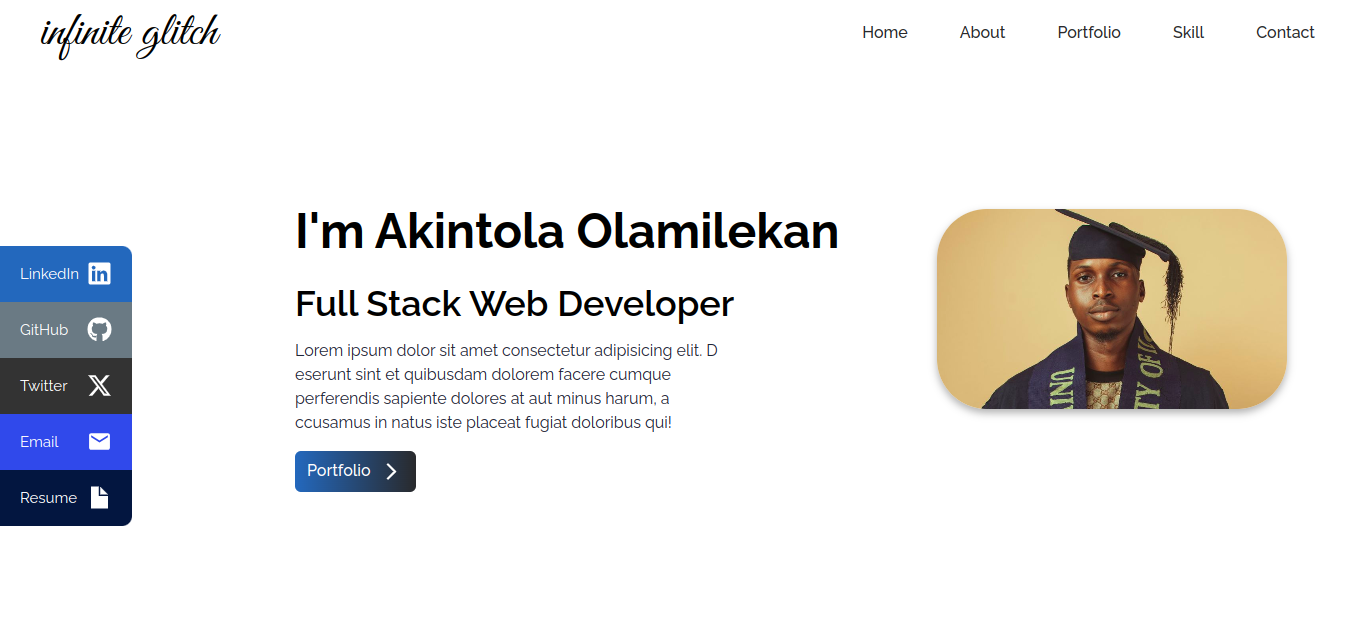 infinite glitch
Home About Portfolio Skill Contact
I'm Akintola Olamilekan
Full Stack Web Developer
Lorem ipsum dolor sit amet consectetur adipisicing elit. D
eserunt sint et quibusdam dolorem facere cumque
perferendis sapiente dolores at aut minus harum, a
ccusamus in natus iste placeat fugiat doloribus qui!
Portfolio
LinkedIn
in
GitHub
Twitter
Email
Resume